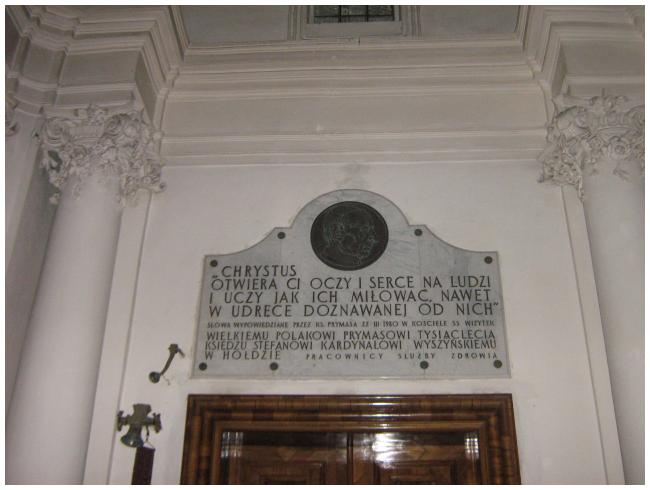 „CHRYSTUS
OTWIERA CI OCZY I SERCE NA LUDZI
I UCZY JAK ICH MIŁOWAĆ, NAWET
W UDRĘCE DOZNAWANEJ OD NICH"
SŁOWA WYPOWIEDZIANE PRZEZ KS. PRYMASA 22 III 1980 W KOŚCIELE SS. WIZYTEK
WIELKIEMU POLAKOWI PRYMASOWI TYSIĄCLECIA
KSIĘDZU STEFANOWI KARDYNAŁOWI WYSZYŃSKIEMU
W HOŁDZIE PRACOWNICY SŁUŻBY ZDROWIA